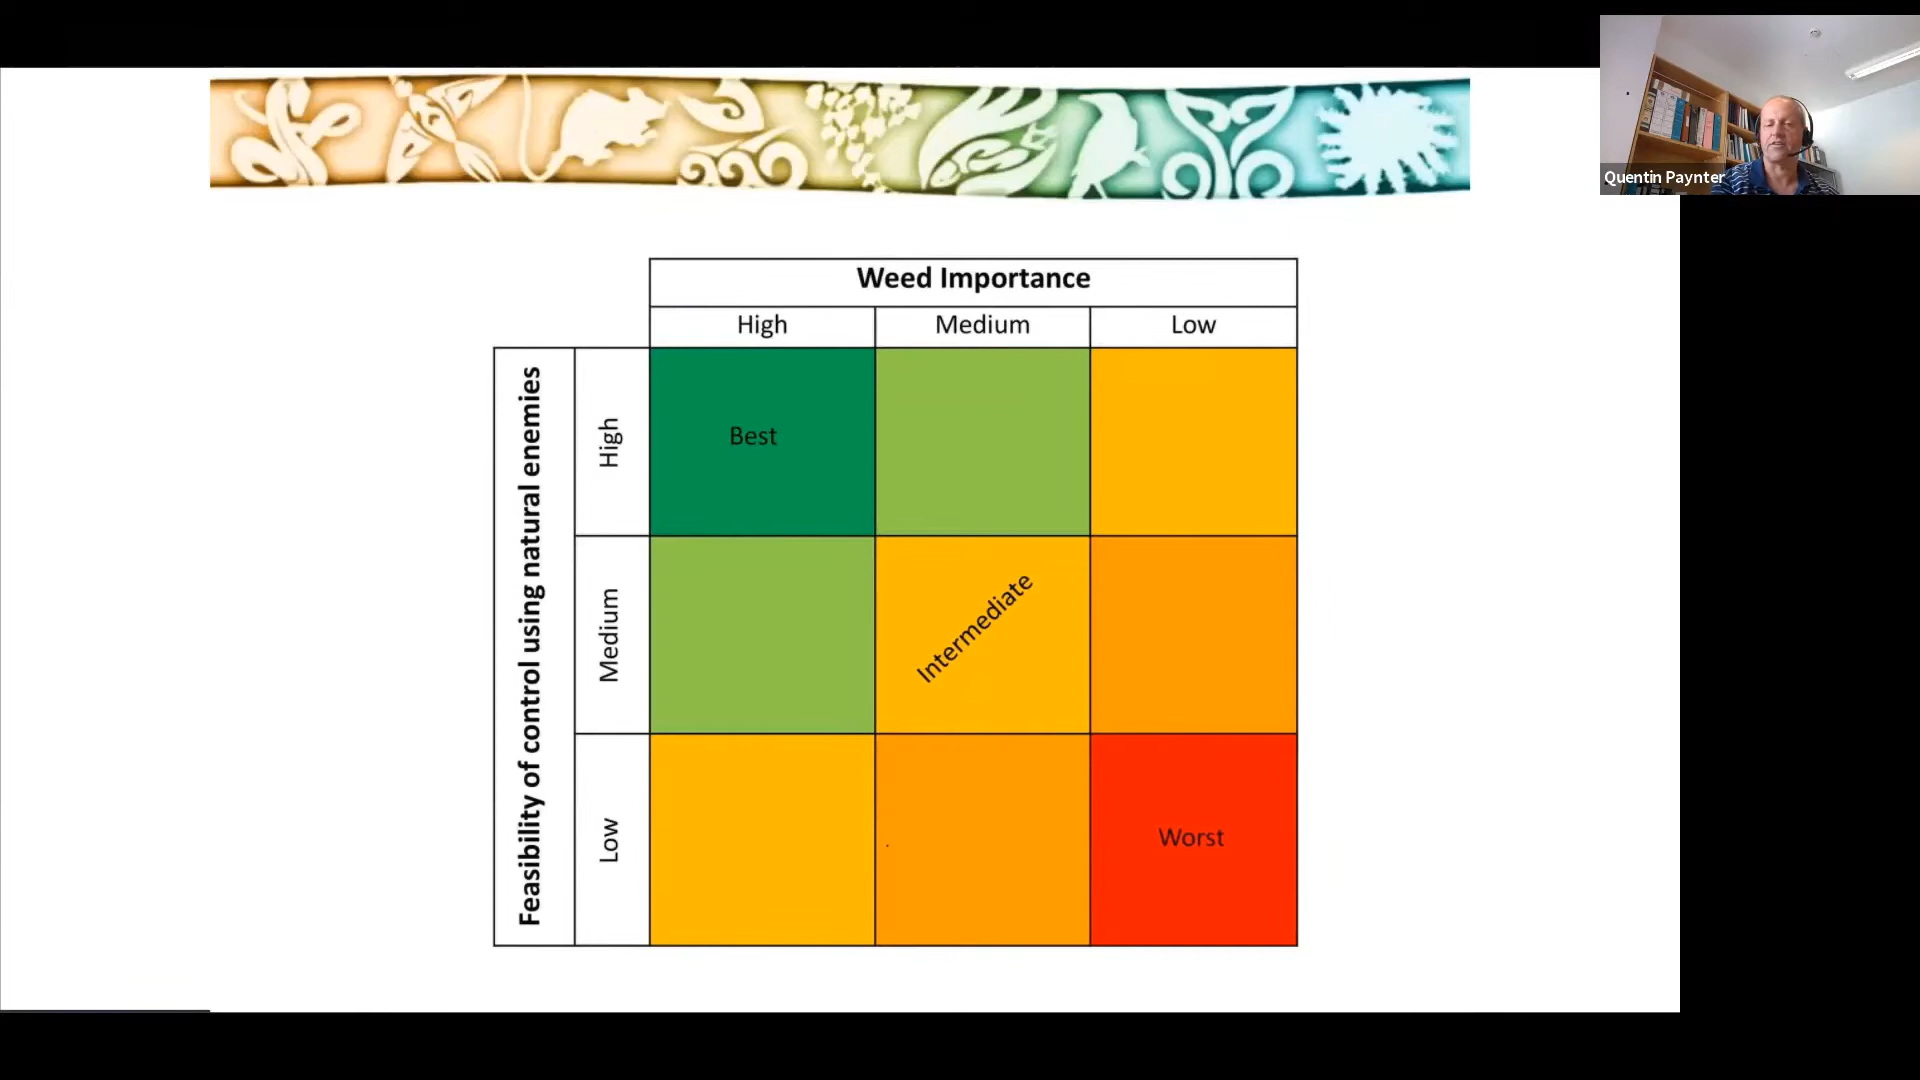 Quentin Paynter
Weed Importance
High Medium Low
Feasibility of control using natural enemies
High
Best
Medium
Intermediate
Low
Worst